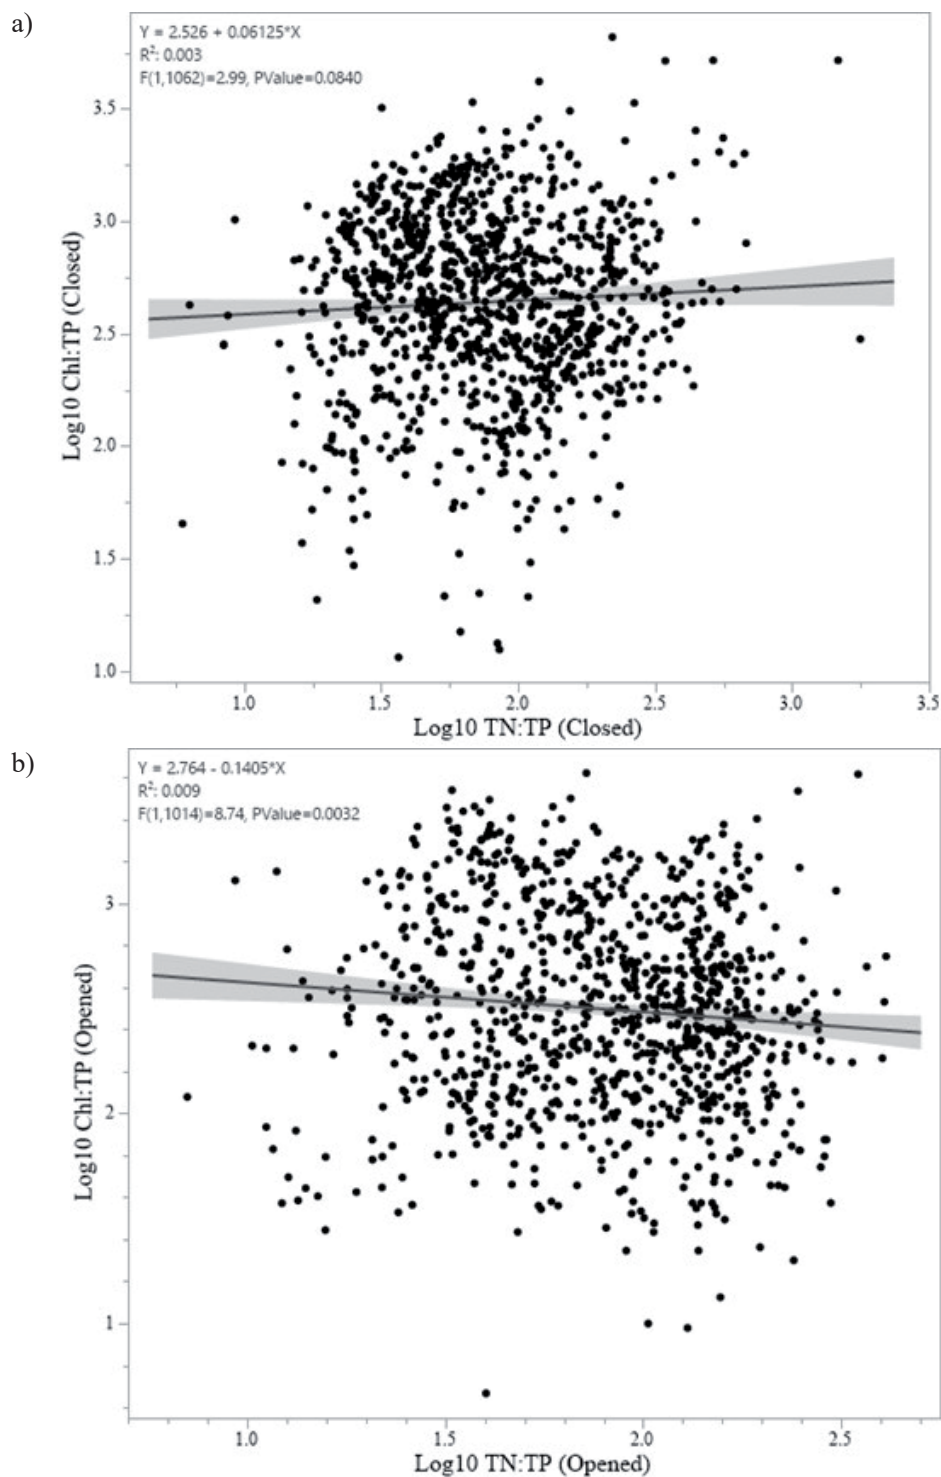 a)
Y = 2.526 + 0.06125*X
R²: 0.003
F(1,1062)=2.99, PValue=0.0840
3.5
3.0
2.5
2.0
1.5
1.0
Log10 Chl:TP (Closed)
1.0 1.5 2.0 2.5 3.0 3.5
Log10 TN:TP (Closed)
b)
Y = 2.764 - 0.1405*X
R²: 0.009
F(1,1014)=8.74, PValue=0.0032
3
2
1
Log10 Chl:TP (Opened)
1.0 1.5 2.0 2.5
Log10 TN:TP (Opened)